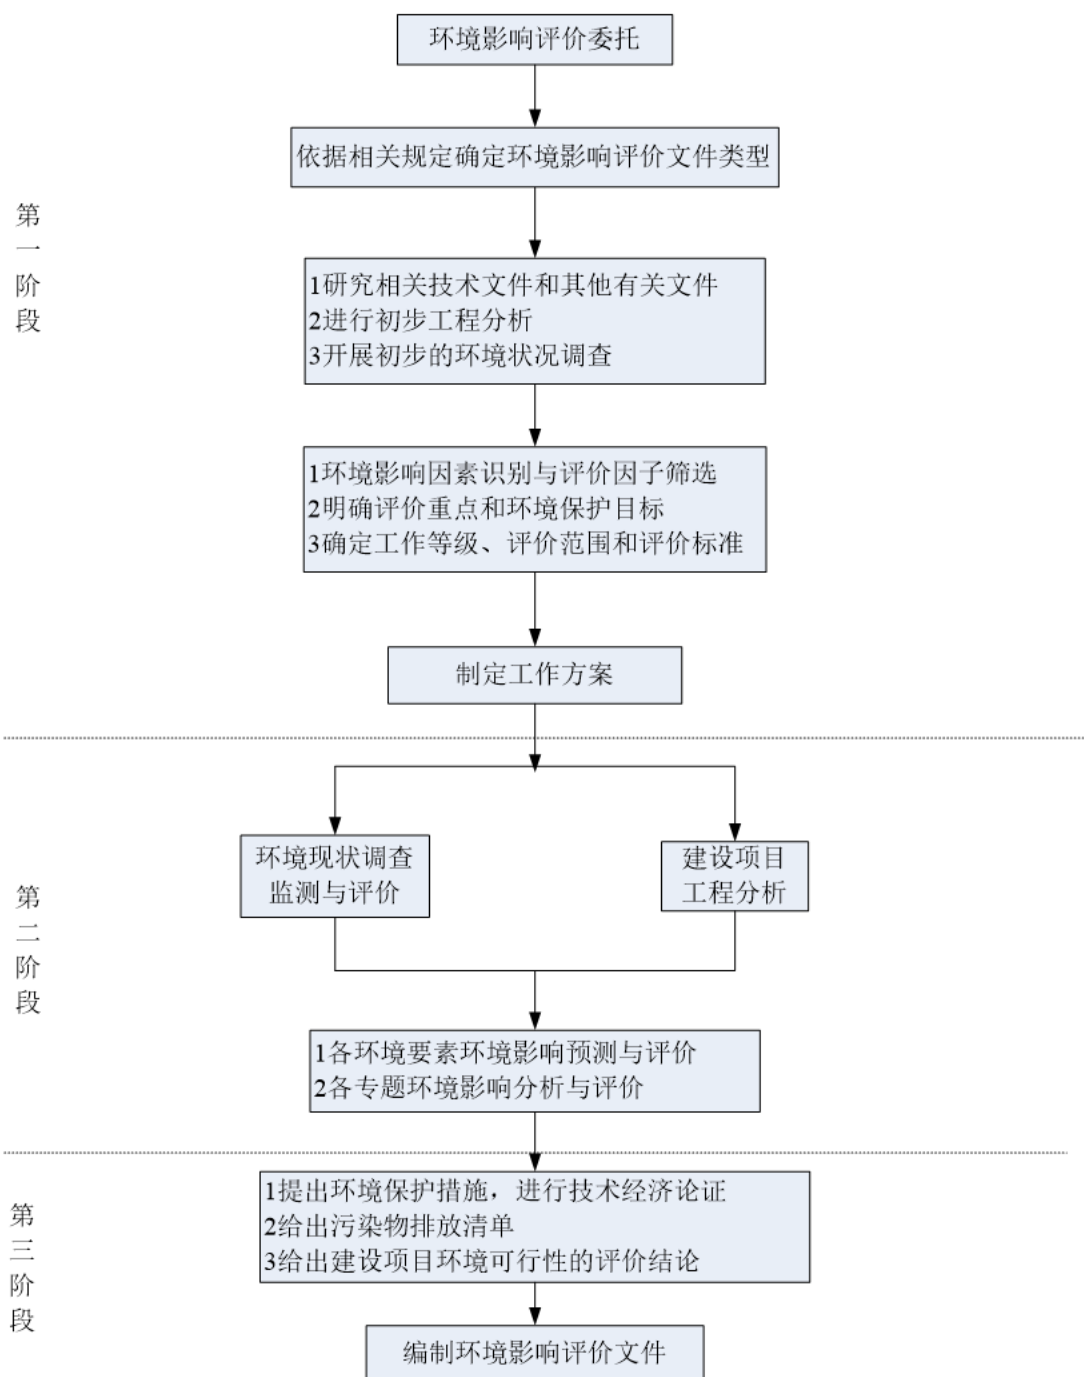 环境影响评价委托
依据相关规定确定环境影响评价文件类型
第一阶段
1研究相关技术文件和其他有关文件
2进行初步工程分析
3开展初步的环境状况调查
1环境影响因素识别与评价因子筛选
2明确评价重点和环境保护目标
3确定工作等级、评价范围和评价标准
制定工作方案
环境现状调查
监测与评价
建设项目
工程分析
第二阶段
1各环境要素环境影响预测与评价
2各专题环境影响分析与评价
第三阶段
1提出环境保护措施，进行技术经济论证
2给出污染物排放清单
3给出建设项目环境可行性的评价结论
编制环境影响评价文件